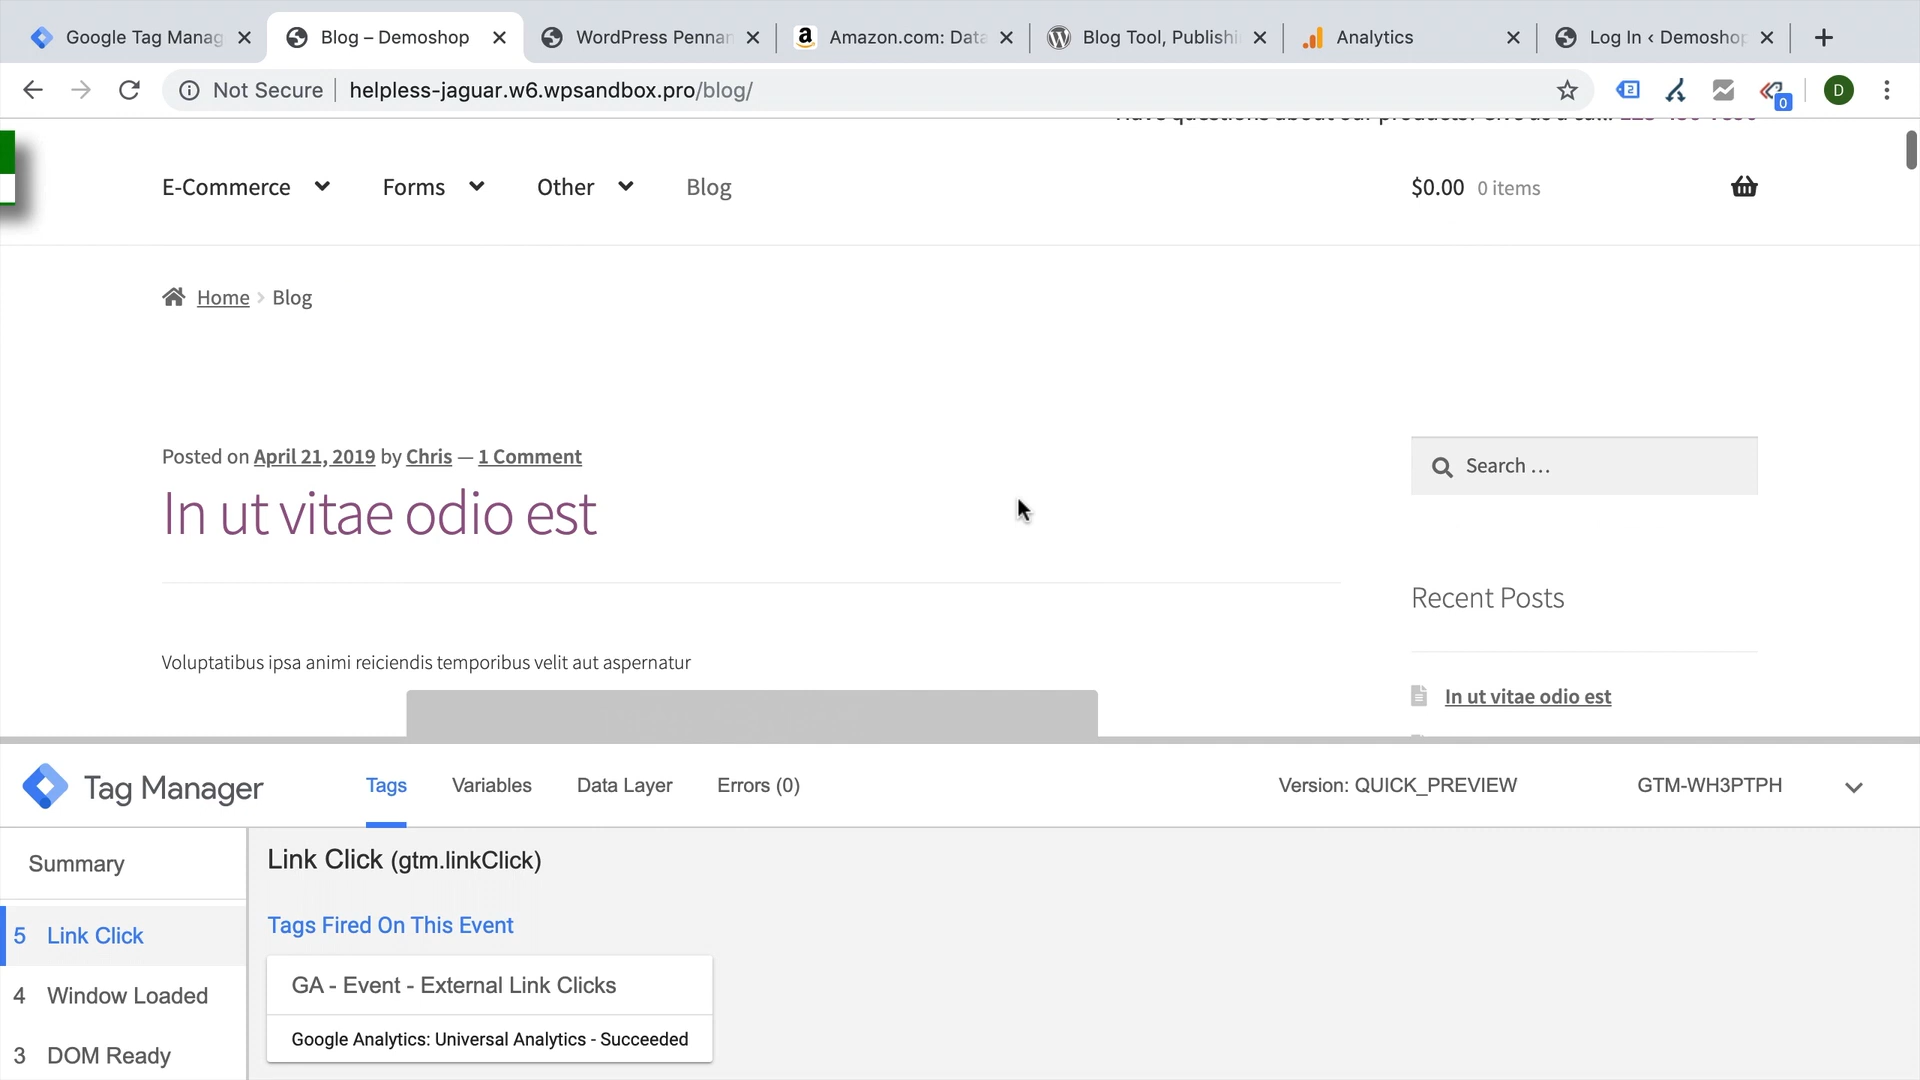 Google Tag Manag
Blog – Demoshop
WordPress Pennan
Amazon.com: Data
Blog Tool, Publishi
Analytics
Log In ‹ Demoshop
Not Secure
helpless-jaguar.w6.wpsandbox.pro/blog/
2
0
D
E-Commerce
Forms
Other
Blog
$0.00 0 items
Home
Blog
Posted on April 21, 2019 by Chris — 1 Comment
In ut vitae odio est
Search …
Voluptatibus ipsa animi reiciendis temporibus velit aut aspernatur
Recent Posts
In ut vitae odio est
Tag Manager
Tags
Variables
Data Layer
Errors (0)
Version: QUICK_PREVIEW
GTM-WH3PTPH
Summary
5 Link Click
4 Window Loaded
3 DOM Ready
Link Click (gtm.linkClick)
Tags Fired On This Event
GA - Event - External Link Clicks
Google Analytics: Universal Analytics - Succeeded